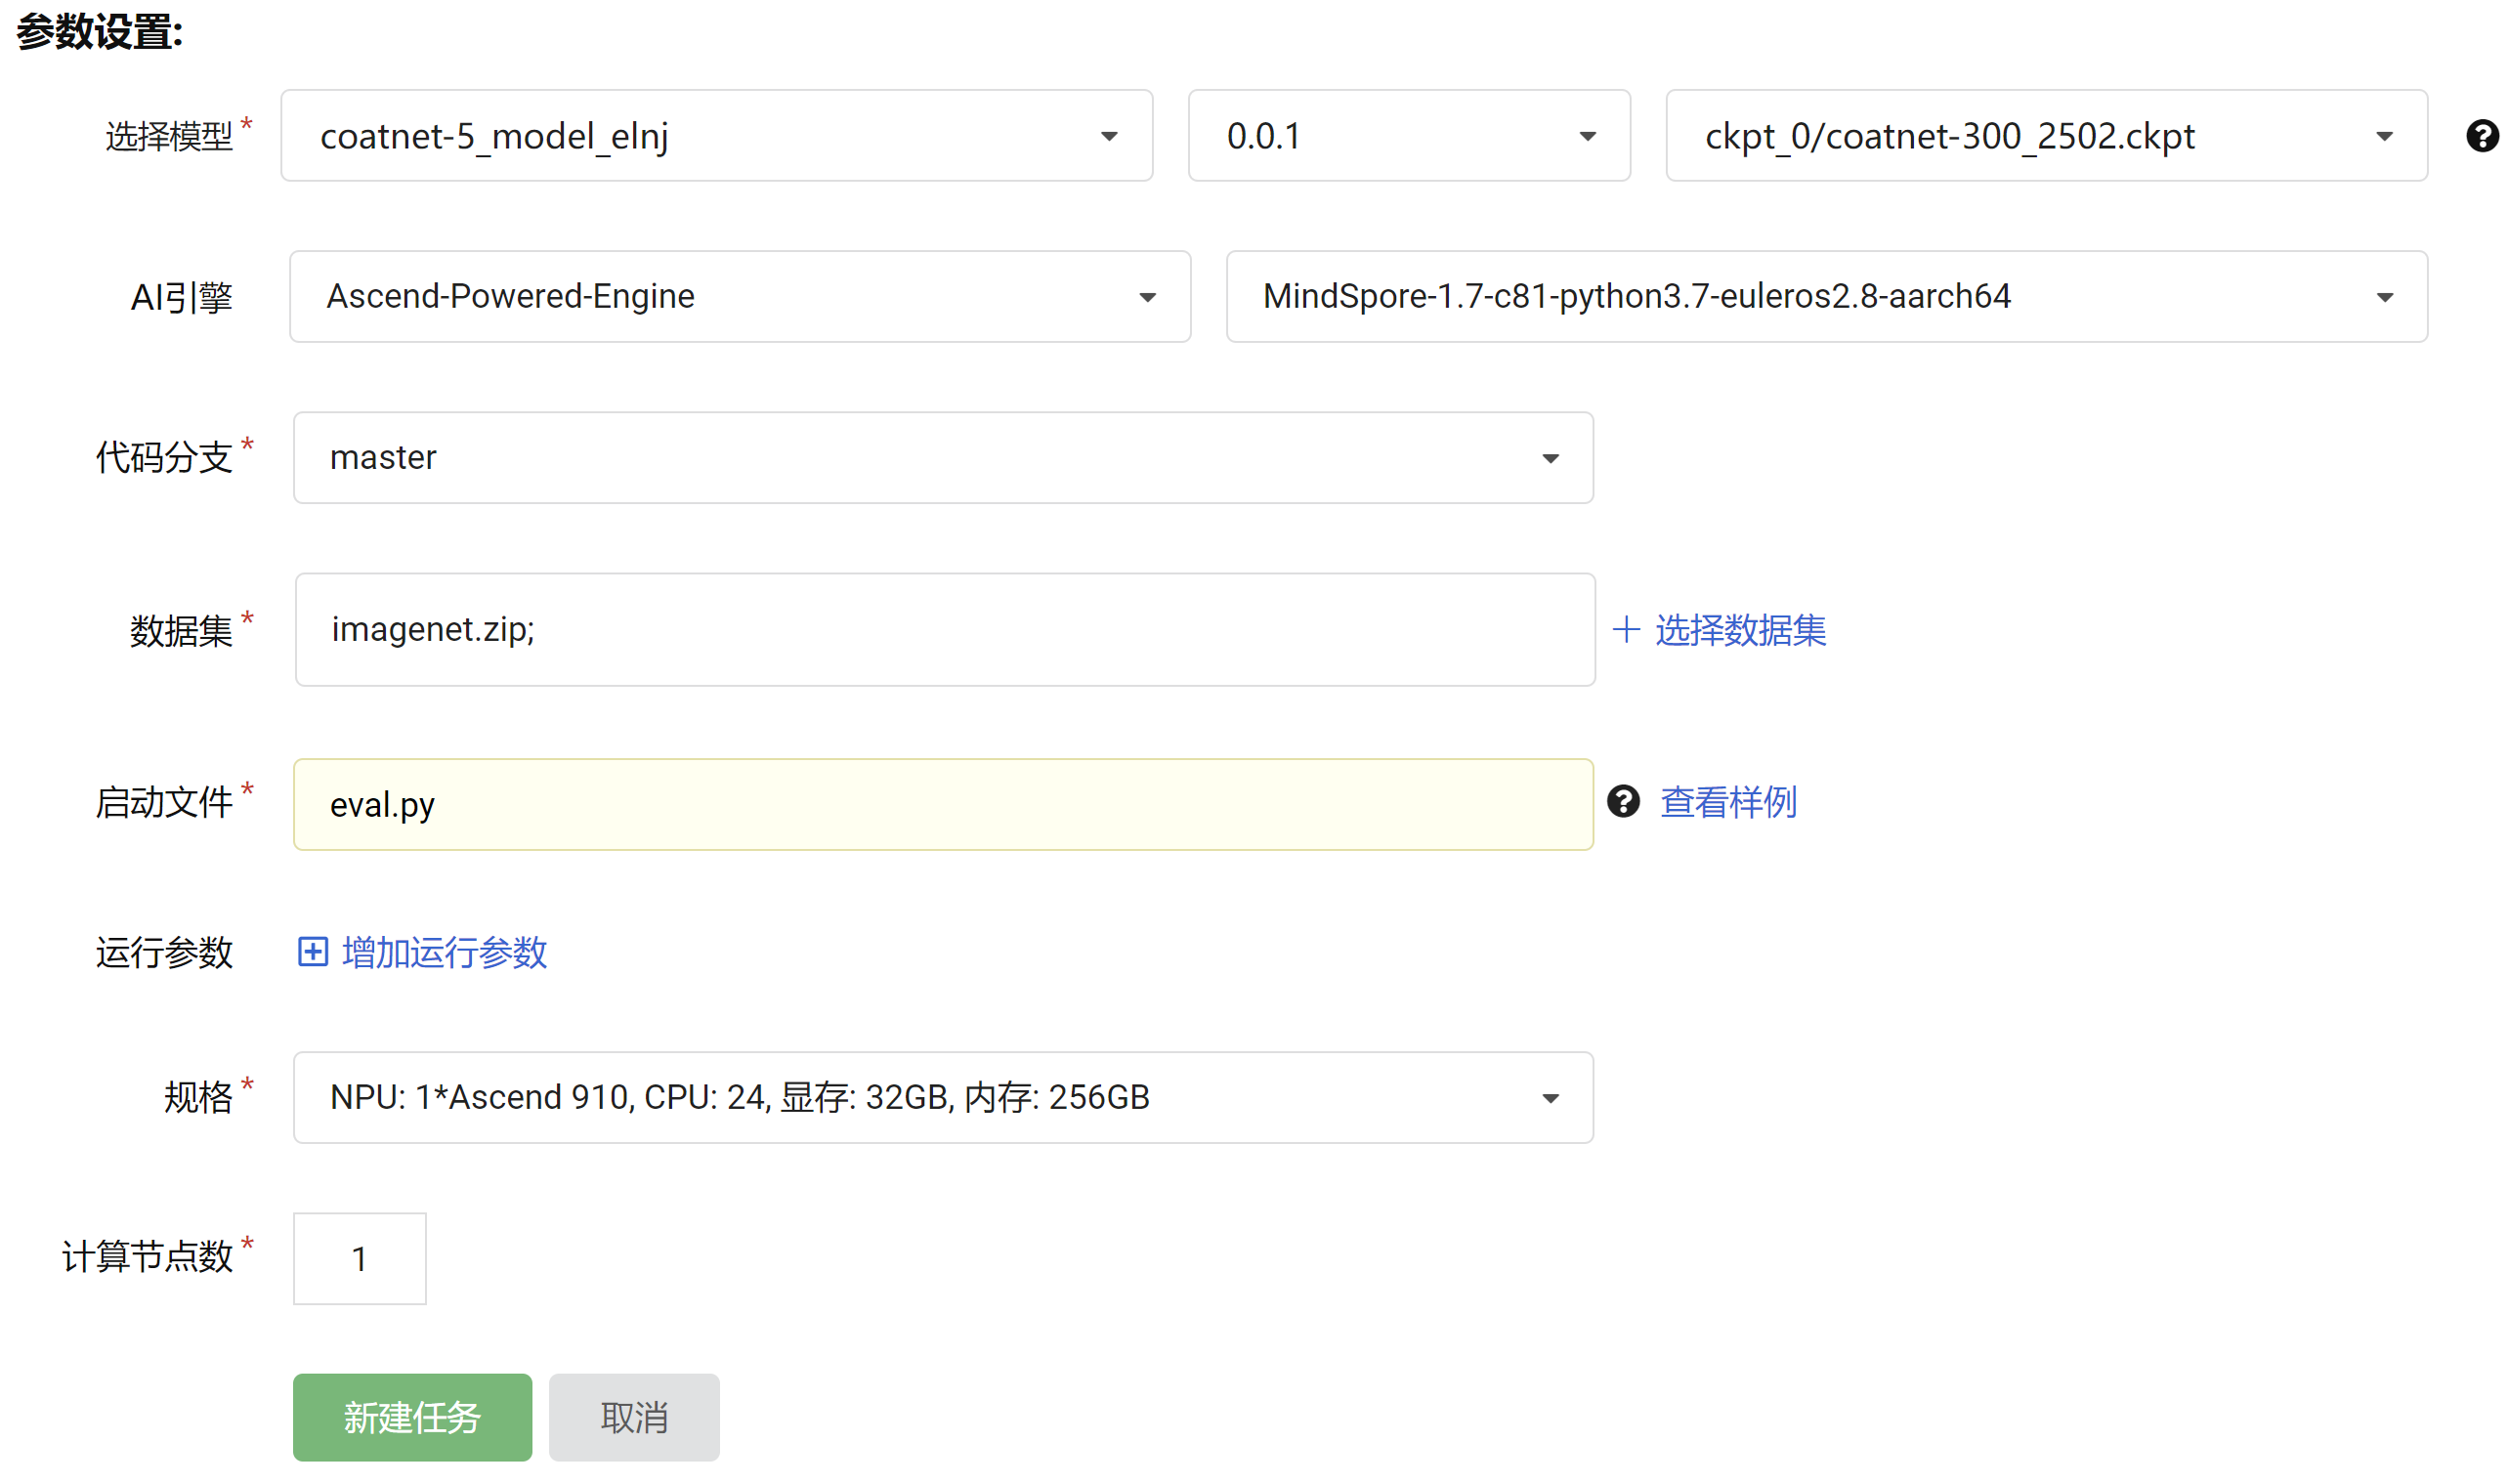 参数设置:
选择模型 * coatnet-5_model_elnj 0.0.1 ckpt_0/coatnet-300_2502.ckpt
AI引擎 Ascend-Powered-Engine MindSpore-1.7-c81-python3.7-euleros2.8-aarch64
代码分支 * master
数据集 * imagenet.zip; + 选择数据集
启动文件 * eval.py 查看样例
运行参数 增加运行参数
规格 * NPU: 1*Ascend 910, CPU: 24, 显存: 32GB, 内存: 256GB
计算节点数 * 1
新建任务 取消